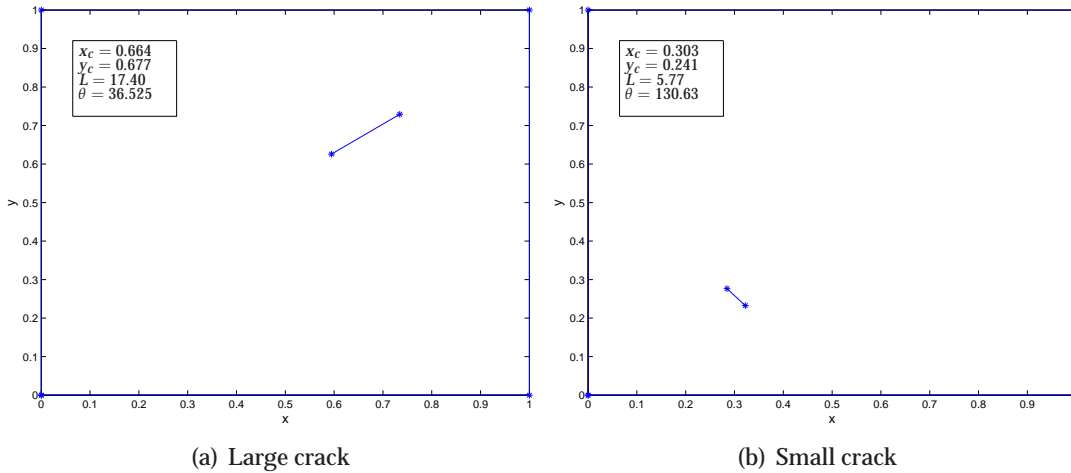 1
0.9
0.8
0.7
0.6
0.5
0.4
0.3
0.2
0.1
0
y
x_c = 0.664
y_c = 0.677
L = 17.40
θ = 36.525
0 0.1 0.2 0.3 0.4 0.5 0.6 0.7 0.8 0.9 1
x
(a) Large crack
1
0.9
0.8
0.7
0.6
0.5
0.4
0.3
0.2
0.1
0
y
x_c = 0.303
y_c = 0.241
L = 5.77
θ = 130.63
0 0.1 0.2 0.3 0.4 0.5 0.6 0.7 0.8 0.9
x
(b) Small crack